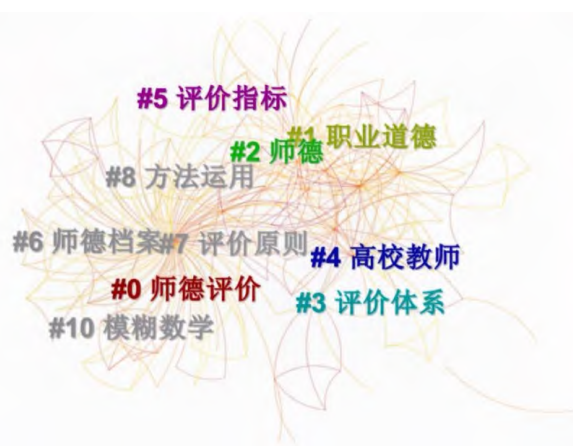 #5 评价指标
#1 职业道德
#2 师德
#8 方法运用
#6 师德档案
#7 评价原则
#4 高校教师
#0 师德评价
#3 评价体系
#10 模糊数学